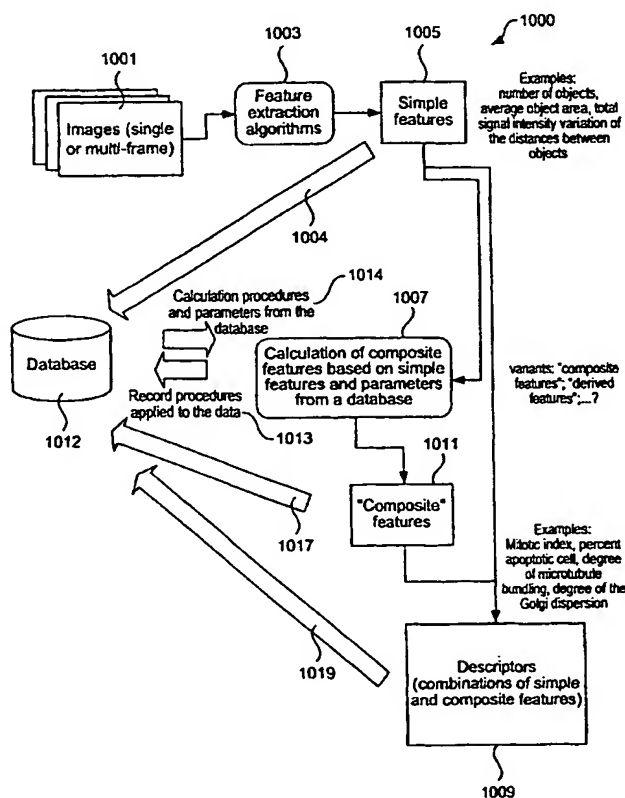 1000
1001
1003
1005
Images (single
or multi-frame)
Feature
extraction
algorithms
Simple
features
Examples:
number of objects,
average object area, total
signal intensity variation of
the distances between
objects
1004
Calculation procedures
and parameters from the
database
1014
1007
Database
1012
Calculation of composite
features based on simple
features and parameters
from a database
Record procedures
applied to the data
1013
variants: "composite
features"; "derived
features";...?
1011
"Composite"
features
1017
Examples:
Mitotic index, percent
apoptotic cell, degree
of microtubute
bundling, degree of the
Golgi dispersion
1019
Descriptors
(combinations of simple
and composite features)
1009